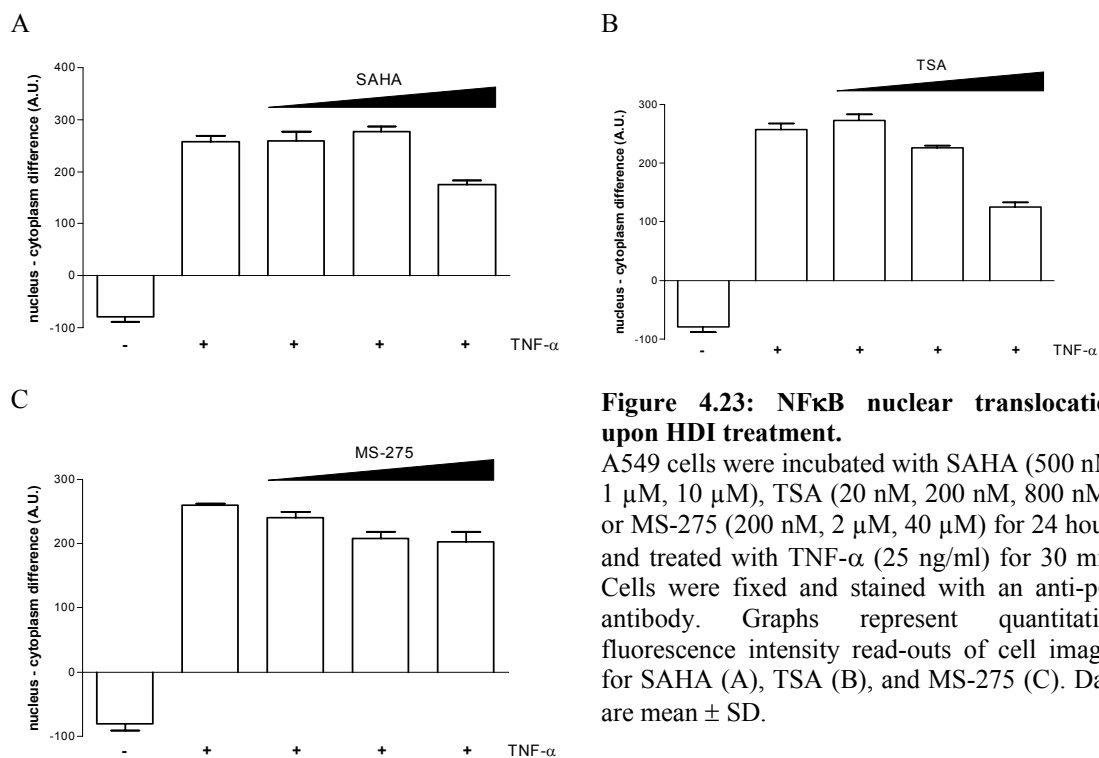 A
nucleus - cytoplasm difference (A.U.)
400
300
200
100
0
-100
SAHA
- + + + + TNF-α
B
nucleus - cytoplasm difference (A.U.)
300
200
100
0
-100
TSA
- + + + + TNF-α
C
nucleus - cytoplasm difference (A.U.)
300
200
100
0
-100
MS-275
- + + + + TNF-α
Figure 4.23: NFκB nuclear translocatio
upon HDI treatment.
A549 cells were incubated with SAHA (500 nM
1 µM, 10 µM), TSA (20 nM, 200 nM, 800 nM
or MS-275 (200 nM, 2 µM, 40 µM) for 24 hou
and treated with TNF-α (25 ng/ml) for 30 mi
Cells were fixed and stained with an anti-p
antibody. Graphs represent quantitati
fluorescence intensity read-outs of cell imag
for SAHA (A), TSA (B), and MS-275 (C). Da
are mean ± SD.